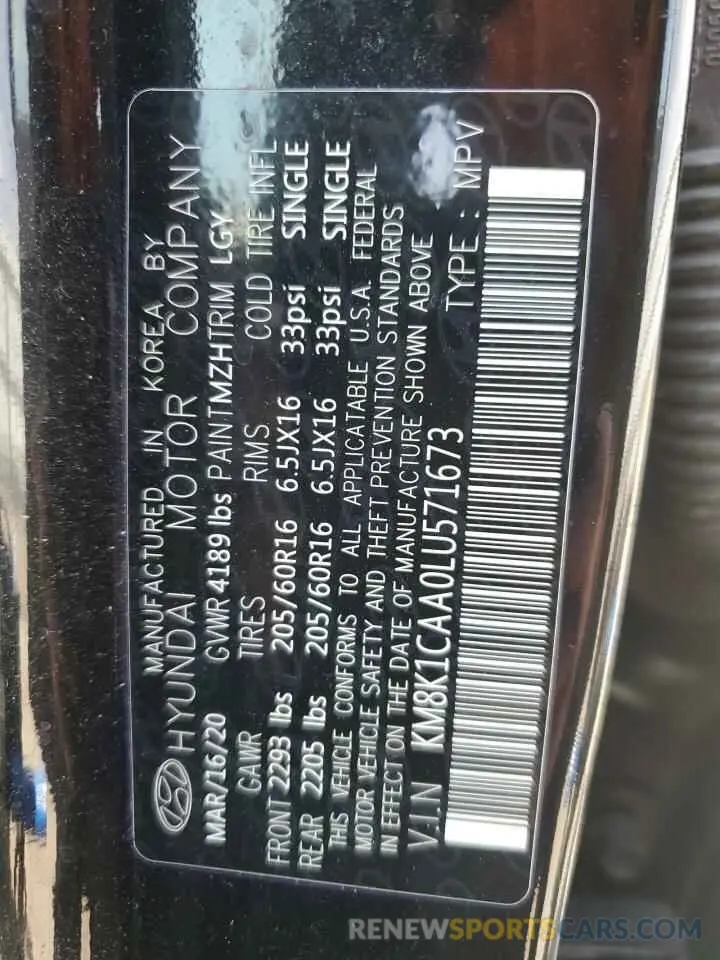 MANUFACTURED IN KOREA BY
HYUNDAI MOTOR COMPANY
MAR/16/20 GVWR 4189 lbs PAINT MZH TRIM LGY
GAWR TIRES RIMS COLD TIRE INFL
FRONT 2293 lbs 205/60R16 6.5JX16 33psi SINGLE
REAR 2205 lbs 205/60R16 6.5JX16 33psi SINGLE
THIS VEHICLE CONFORMS TO ALL APPLICATABLE U.S.A. FEDERAL
MOTOR VEHICLE SAFETY AND THEFT PREVENTION STANDARDS
IN EFFECT ON THE DATE OF MANUFACTURE SHOWN ABOVE
V.I.N KM8K1CAA0LU571673 TYPE : MPV
RENEWSPORTSCARS.COM